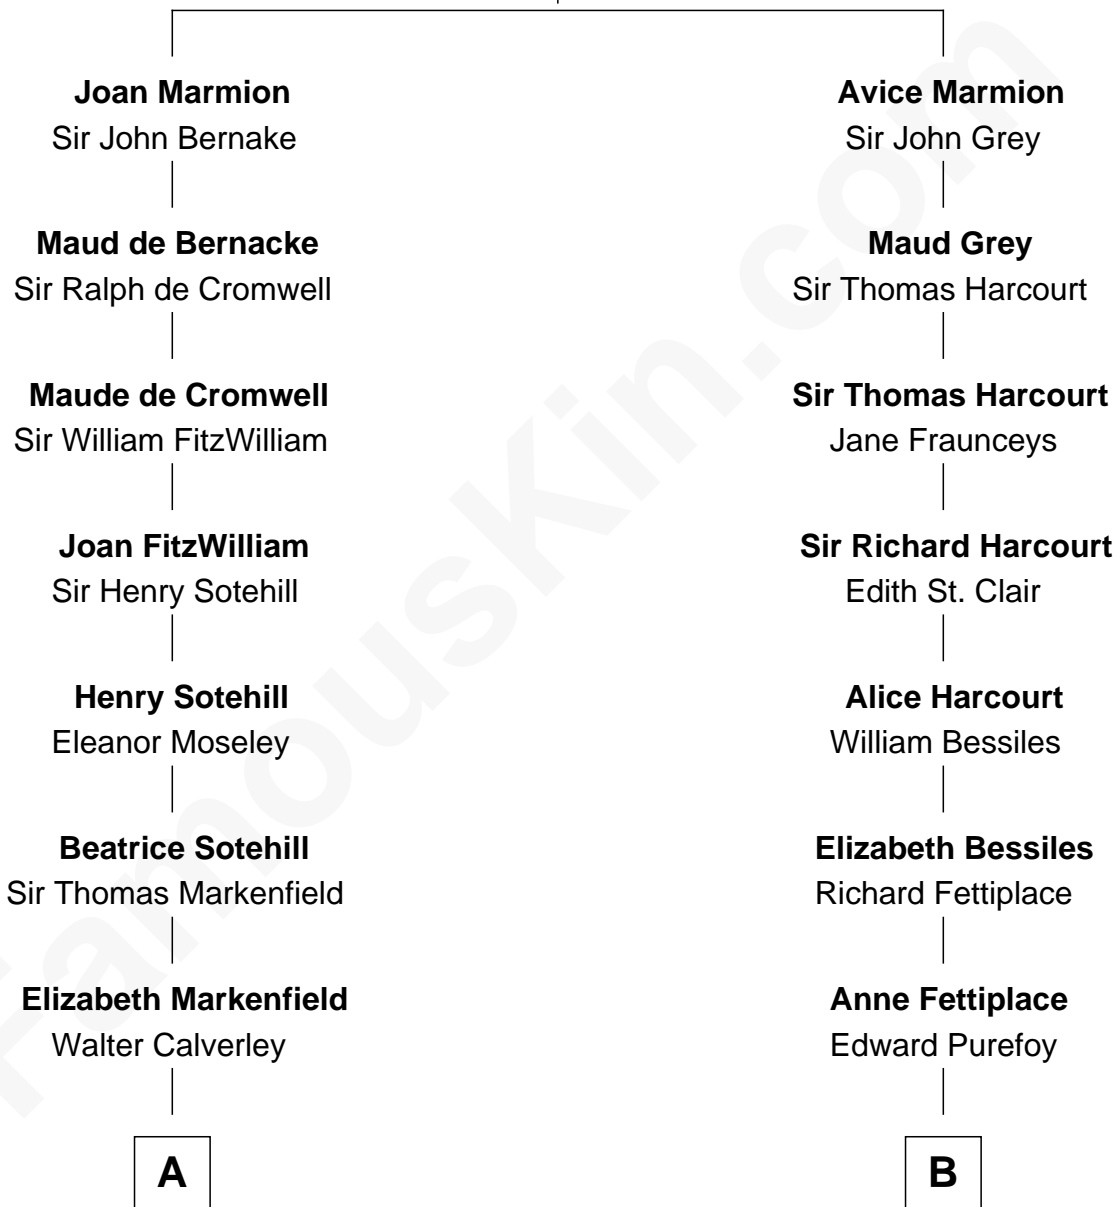 Joan Marmion
Sir John Bernake
Avice Marmion
Sir John Grey
Maud de Bernacke
Sir Ralph de Cromwell
Maud Grey
Sir Thomas Harcourt
Maude de Cromwell
Sir William FitzWilliam
Sir Thomas Harcourt
Jane Fraunceys
Joan FitzWilliam
Sir Henry Sotehill
Sir Richard Harcourt
Edith St. Clair
Henry Sotehill
Eleanor Moseley
Alice Harcourt
William Bessiles
Beatrice Sotehill
Sir Thomas Markenfield
Elizabeth Bessiles
Richard Fettiplace
Elizabeth Markenfield
Walter Calverley
Anne Fettiplace
Edward Purefoy
A
B
FamousKin.com